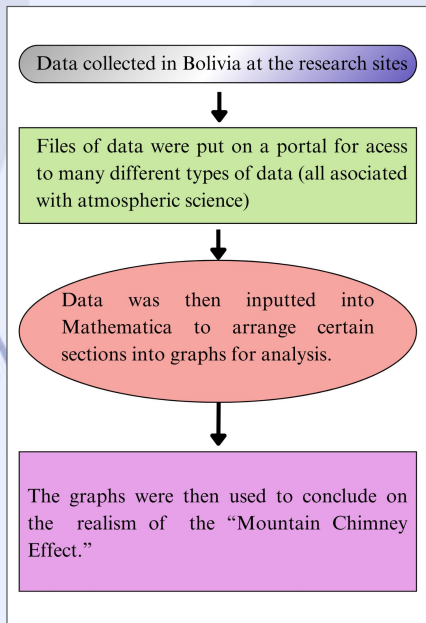 Data collected in Bolivia at the research sites
Files of data were put on a portal for acess
to many different types of data (all asociated
with atmospheric science)
Data was then inputted into
Mathematica to arrange certain
sections into graphs for analysis.
The graphs were then used to conclude on
the realism of the “Mountain Chimney
Effect.”